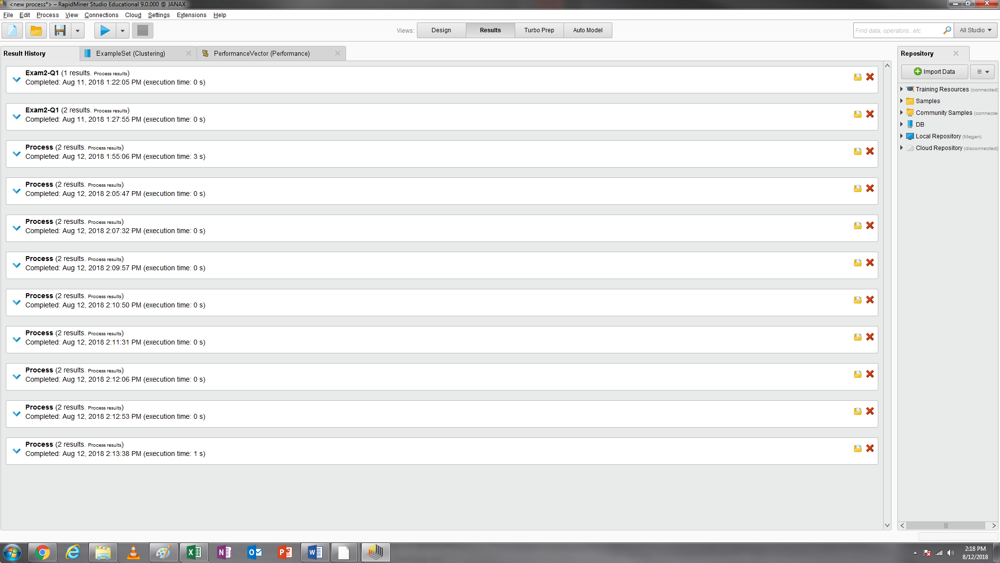 <new process*> – RapidMiner Studio Educational 9.0.000 @ JANAX
File Edit Process View Connections Cloud Settings Extensions Help
Views: Design Results Turbo Prep Auto Model
Find data, operators...etc All Studio
Result History ExampleSet (Clustering) PerformanceVector (Performance)
Exam2-Q1 (1 results. Process results)
Completed: Aug 11, 2018 1:22:05 PM (execution time: 0 s)
Exam2-Q1 (2 results. Process results)
Completed: Aug 11, 2018 1:27:55 PM (execution time: 0 s)
Process (2 results. Process results)
Completed: Aug 12, 2018 1:55:06 PM (execution time: 3 s)
Process (2 results. Process results)
Completed: Aug 12, 2018 2:05:47 PM (execution time: 0 s)
Process (2 results. Process results)
Completed: Aug 12, 2018 2:07:32 PM (execution time: 0 s)
Process (2 results. Process results)
Completed: Aug 12, 2018 2:09:57 PM (execution time: 0 s)
Process (2 results. Process results)
Completed: Aug 12, 2018 2:10:50 PM (execution time: 0 s)
Process (2 results. Process results)
Completed: Aug 12, 2018 2:11:31 PM (execution time: 0 s)
Process (2 results. Process results)
Completed: Aug 12, 2018 2:12:06 PM (execution time: 0 s)
Process (2 results. Process results)
Completed: Aug 12, 2018 2:12:53 PM (execution time: 0 s)
Process (2 results. Process results)
Completed: Aug 12, 2018 2:13:38 PM (execution time: 1 s)
Repository
Import Data
Training Resources (connected)
Samples
Community Samples (connecte
DB
Local Repository (Megan)
Cloud Repository (disconnected)
2:18 PM
8/12/2018